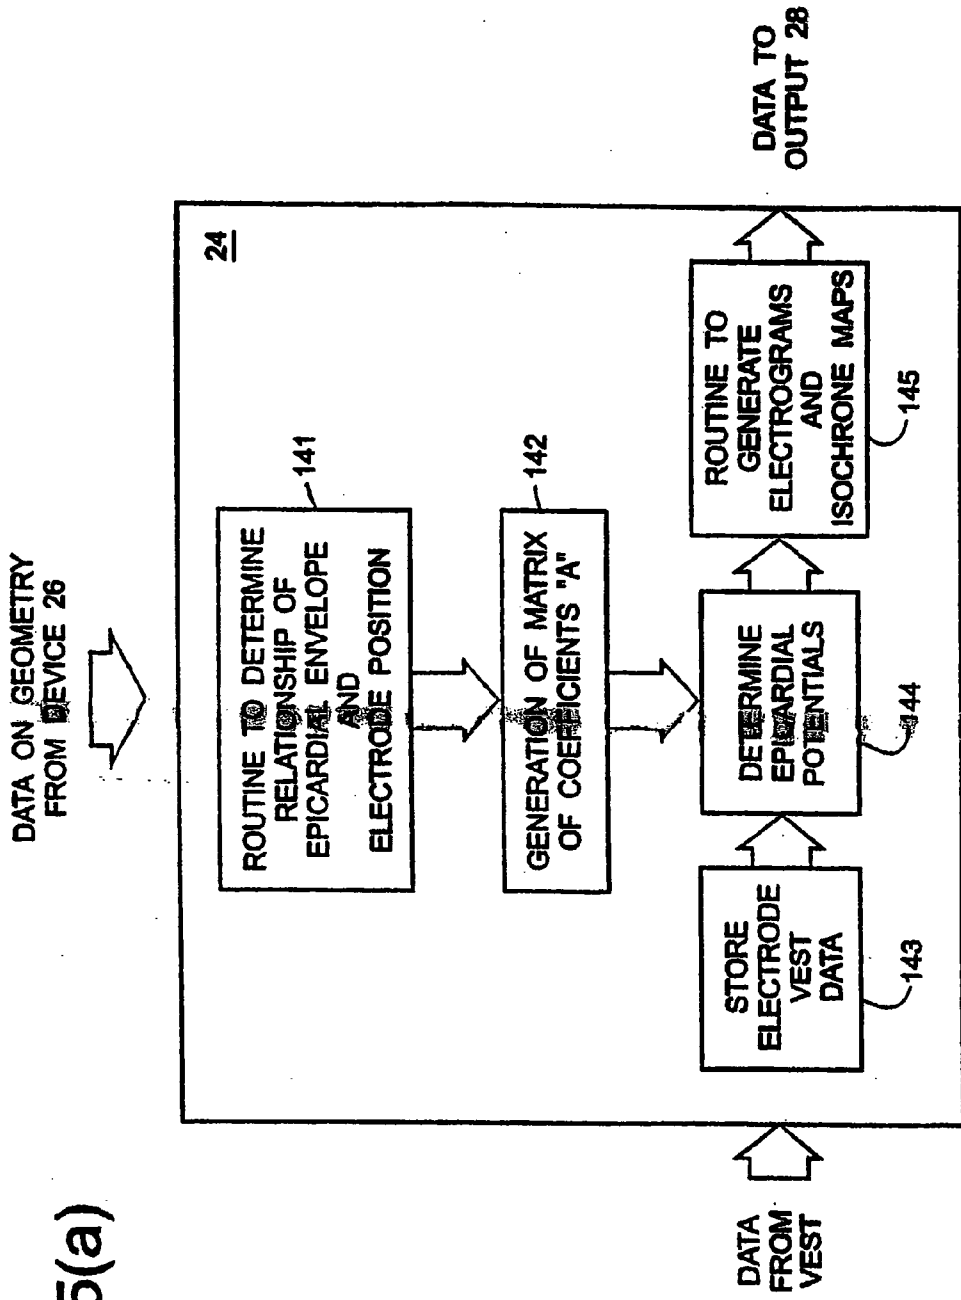 5(a)
DATA ON GEOMETRY
FROM DEVICE 26
24
ROUTINE TO DETERMINE
RELATIONSHIP OF
EPICARDIAL ENVELOPE
AND
ELECTRODE POSITION
141
GENERATION OF MATRIX
OF COEFFICIENTS "A"
142
DATA
FROM
VEST
STORE
ELECTRODE
VEST
DATA
143
DETERMINE
EPICARDIAL
POTENTIALS
144
ROUTINE TO
GENERATE
ELECTROGRAMS
AND
ISOCHRONE MAPS
145
DATA TO
OUTPUT 28